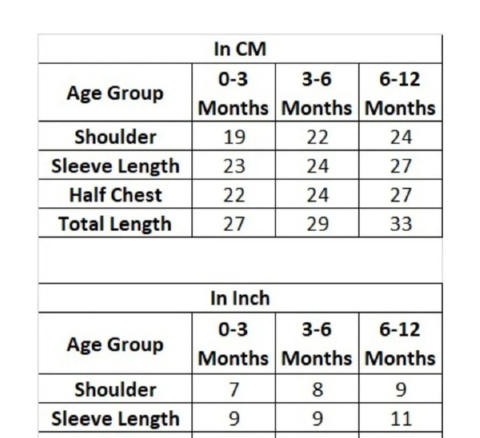 In CM
Age Group 0-3 Months 3-6 Months 6-12 Months
Shoulder 19 22 24
Sleeve Length 23 24 27
Half Chest 22 24 27
Total Length 27 29 33
In Inch
Age Group 0-3 Months 3-6 Months 6-12 Months
Shoulder 7 8 9
Sleeve Length 9 9 11